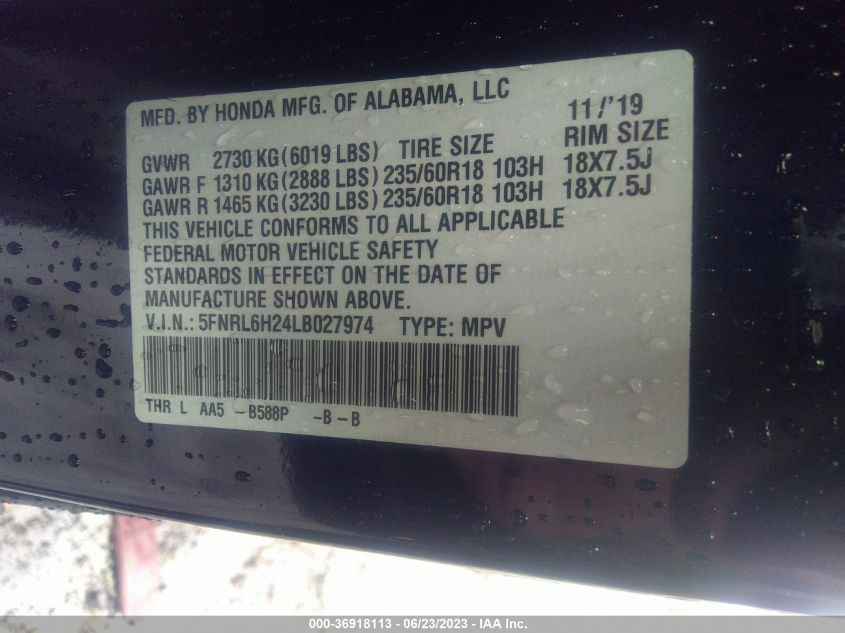 MFD. BY HONDA MFG. OF ALABAMA, LLC 11/'19
GVWR 2730 KG(6019 LBS) TIRE SIZE RIM SIZE
GAWR F 1310 KG(2888 LBS) 235/60R18 103H 18X7.5J
GAWR R 1465 KG(3230 LBS) 235/60R18 103H 18X7.5J
THIS VEHICLE CONFORMS TO ALL APPLICABLE
FEDERAL MOTOR VEHICLE SAFETY
STANDARDS IN EFFECT ON THE DATE OF
MANUFACTURE SHOWN ABOVE.
V.I.N.: 5FNRL6H24LB027974 TYPE: MPV
THR L AA5 -B588P -B-B
000-36918113 - 06/23/2023 - IAA Inc.